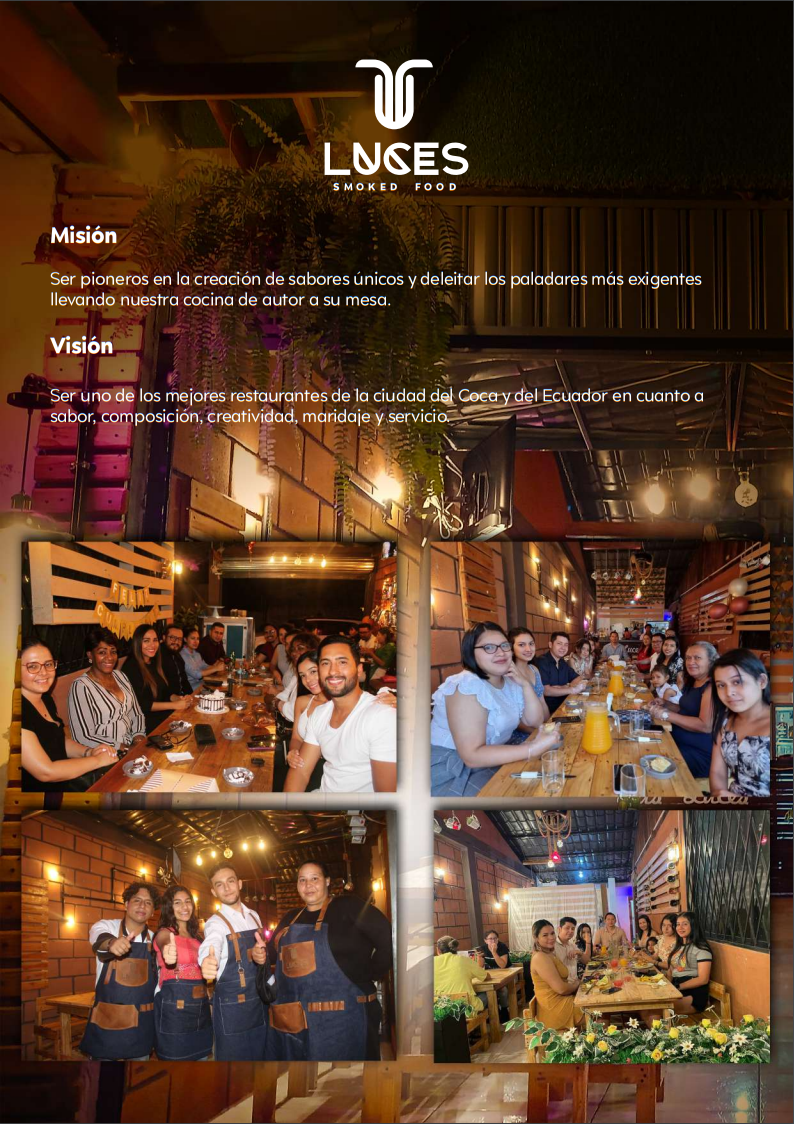 LUCES
SMOKED FOOD
Misión
Ser pioneros en la creación de sabores únicos y deleitar los paladares más exigentes
llevando nuestra cocina de autor a su mesa.
Visión
Ser uno de los mejores restaurantes de la ciudad del Coca y del Ecuador en cuanto a
sabor, composición, creatividad, maridaje y servicio.